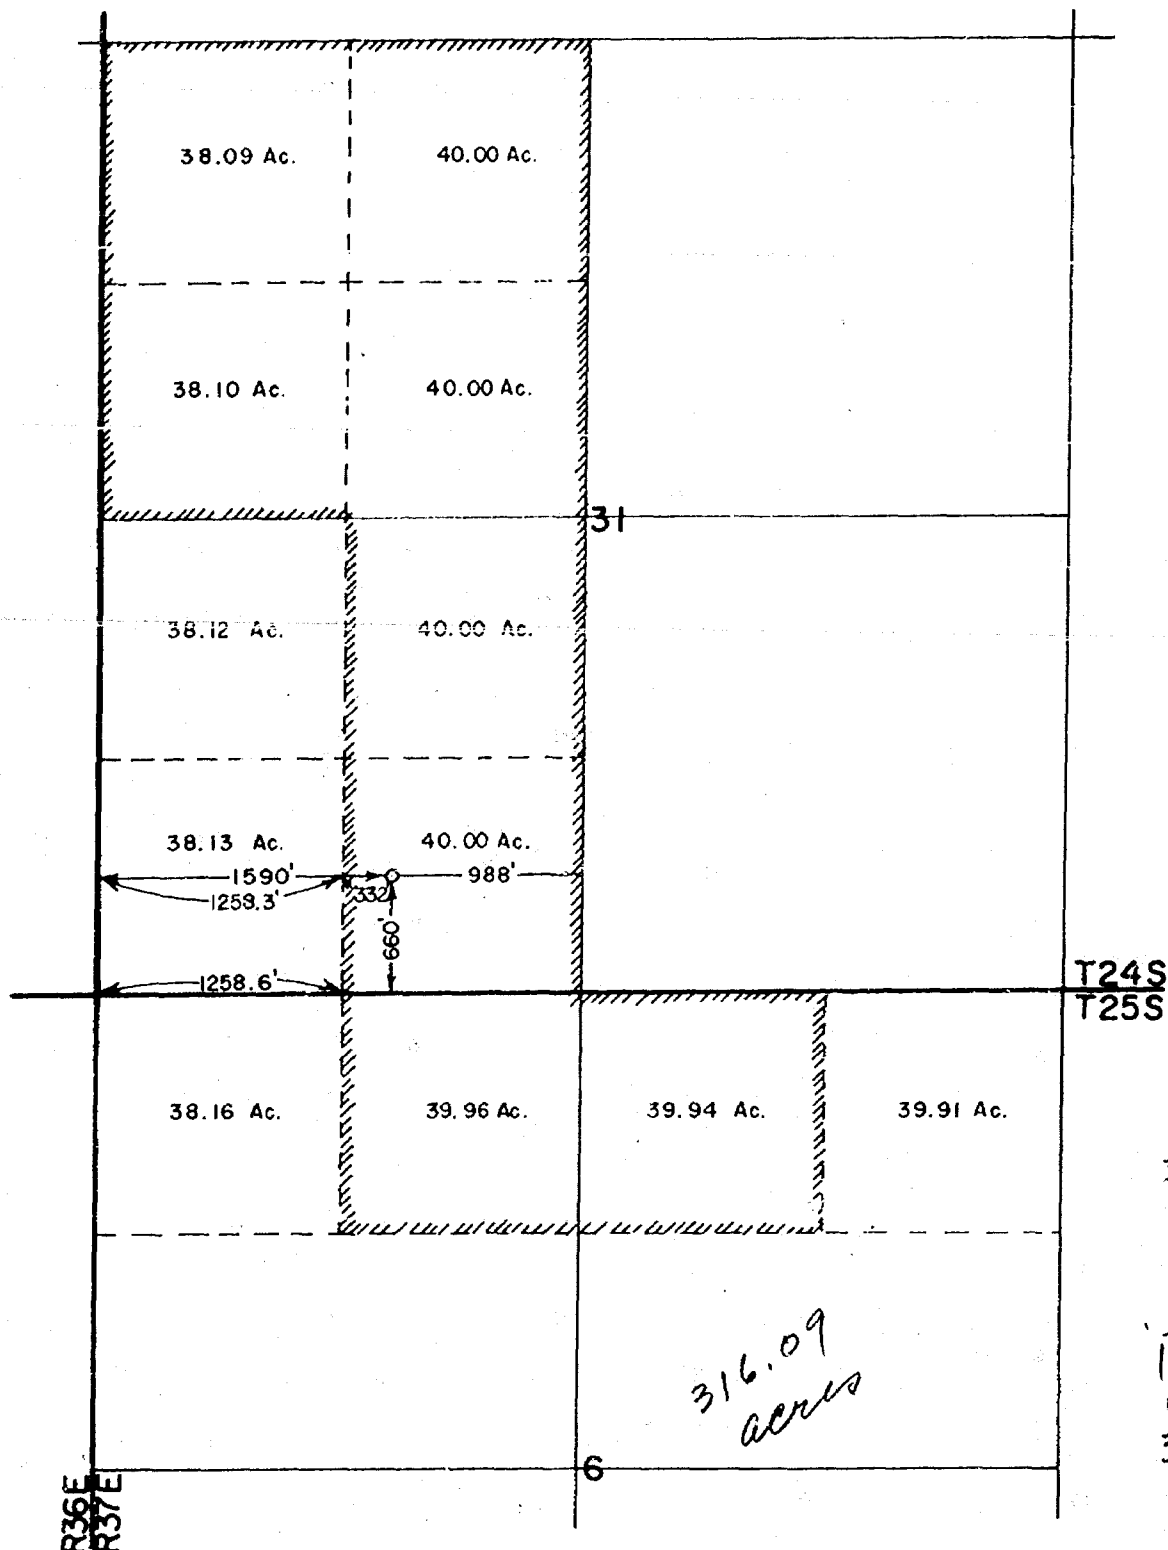 38.09 Ac. 40.00 Ac.
38.10 Ac. 40.00 Ac.
31
38.12 Ac. 40.00 Ac.
38.13 Ac. 40.00 Ac.
1590' 988'
1258.3' 332'
660'
1258.6'
T24S
T25S
38.16 Ac. 39.96 Ac. 39.94 Ac. 39.91 Ac.
316.09
acres
6
R36E
R37E